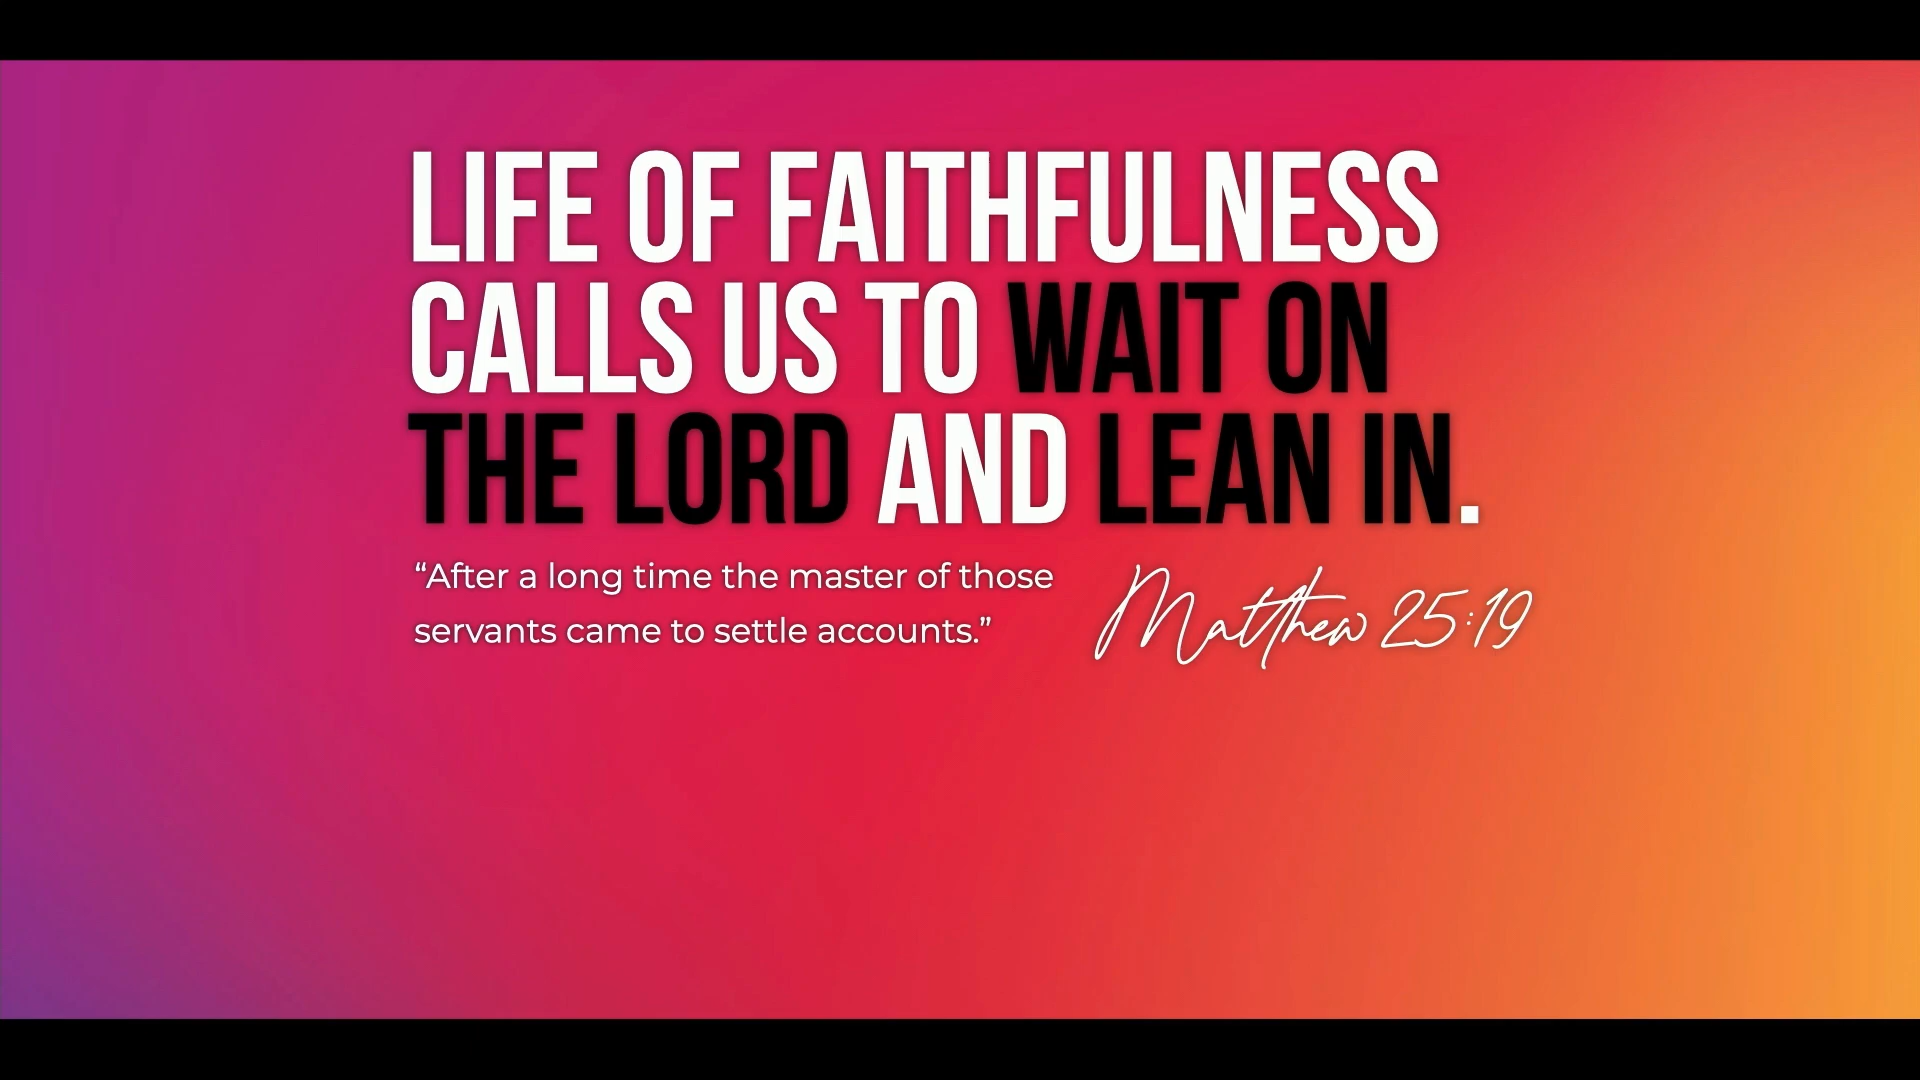 LIFE OF FAITHFULNESS
CALLS US TO WAIT ON
THE LORD AND LEAN IN.
“After a long time the master of those
servants came to settle accounts.”
Matthew 25:19